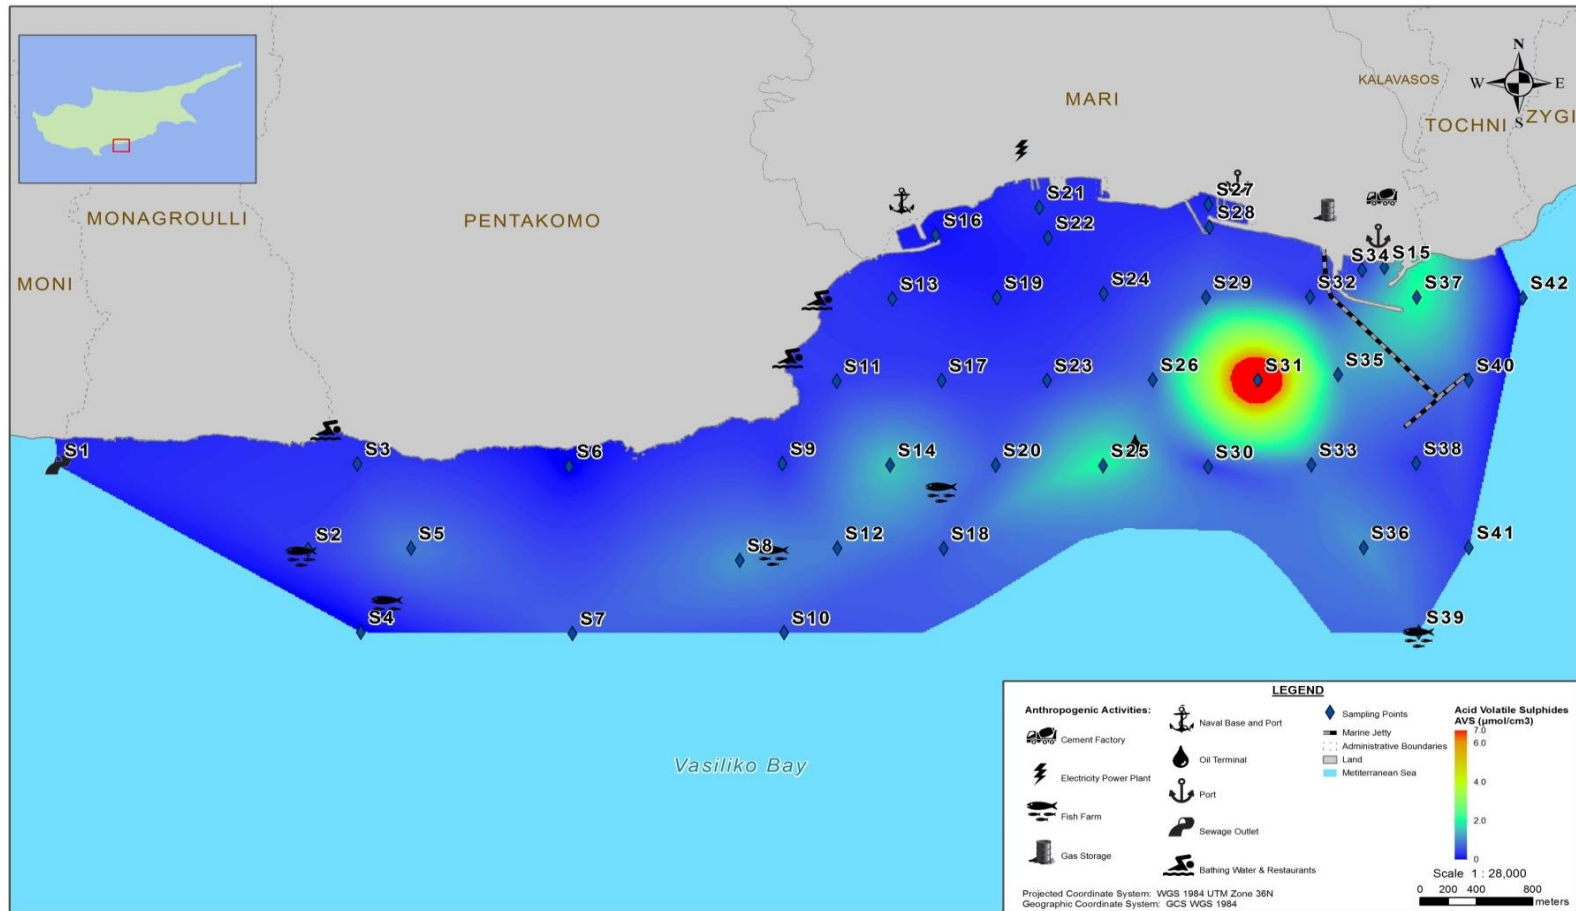 N
W
E
S
KALAVASOS
MARI
TOCHNI
ZYGI
MONAGROULLI
PENTAKOMO
MONI
S21
S27
S16
S22
S28
S34
S15
S13
S19
S24
S29
S32
S37
S42
S11
S17
S23
S26
S31
S35
S40
S1
S3
S6
S9
S14
S20
S25
S30
S33
S38
S2
S5
S8
S12
S18
S36
S41
S4
S7
S10
S39
Vasiliko Bay
LEGEND
Anthropogenic Activities:
Cement Factory
Electricity Power Plant
Fish Farm
Gas Storage
Naval Base and Port
Oil Terminal
Port
Sewage Outlet
Bathing Water & Restaurants
Sampling Points
Marine Jetty
Administrative Boundaries
Land
Metiterranean Sea
Acid Volatile Sulphides
AVS (µmol/cm3)
7.0
6.0
4.0
2.0
0
Scale 1 : 28,000
0 200 400 800
meters
Projected Coordinate System: WGS 1984 UTM Zone 36N
Geographic Coordinate System: GCS WGS 1984